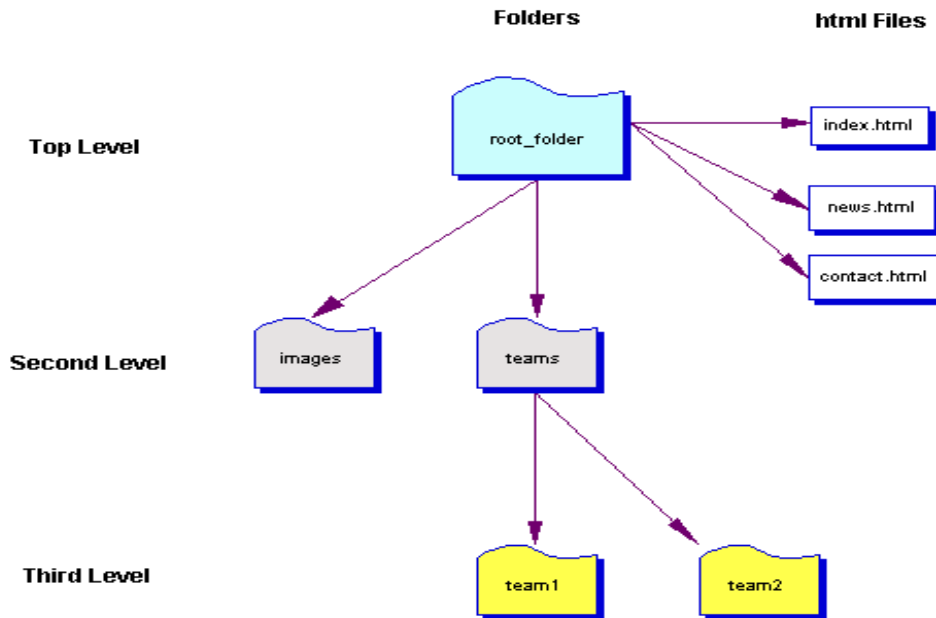 Folders
html Files
Top Level
root_folder
index.html
news.html
contact.html
Second Level
images
teams
Third Level
team1
team2